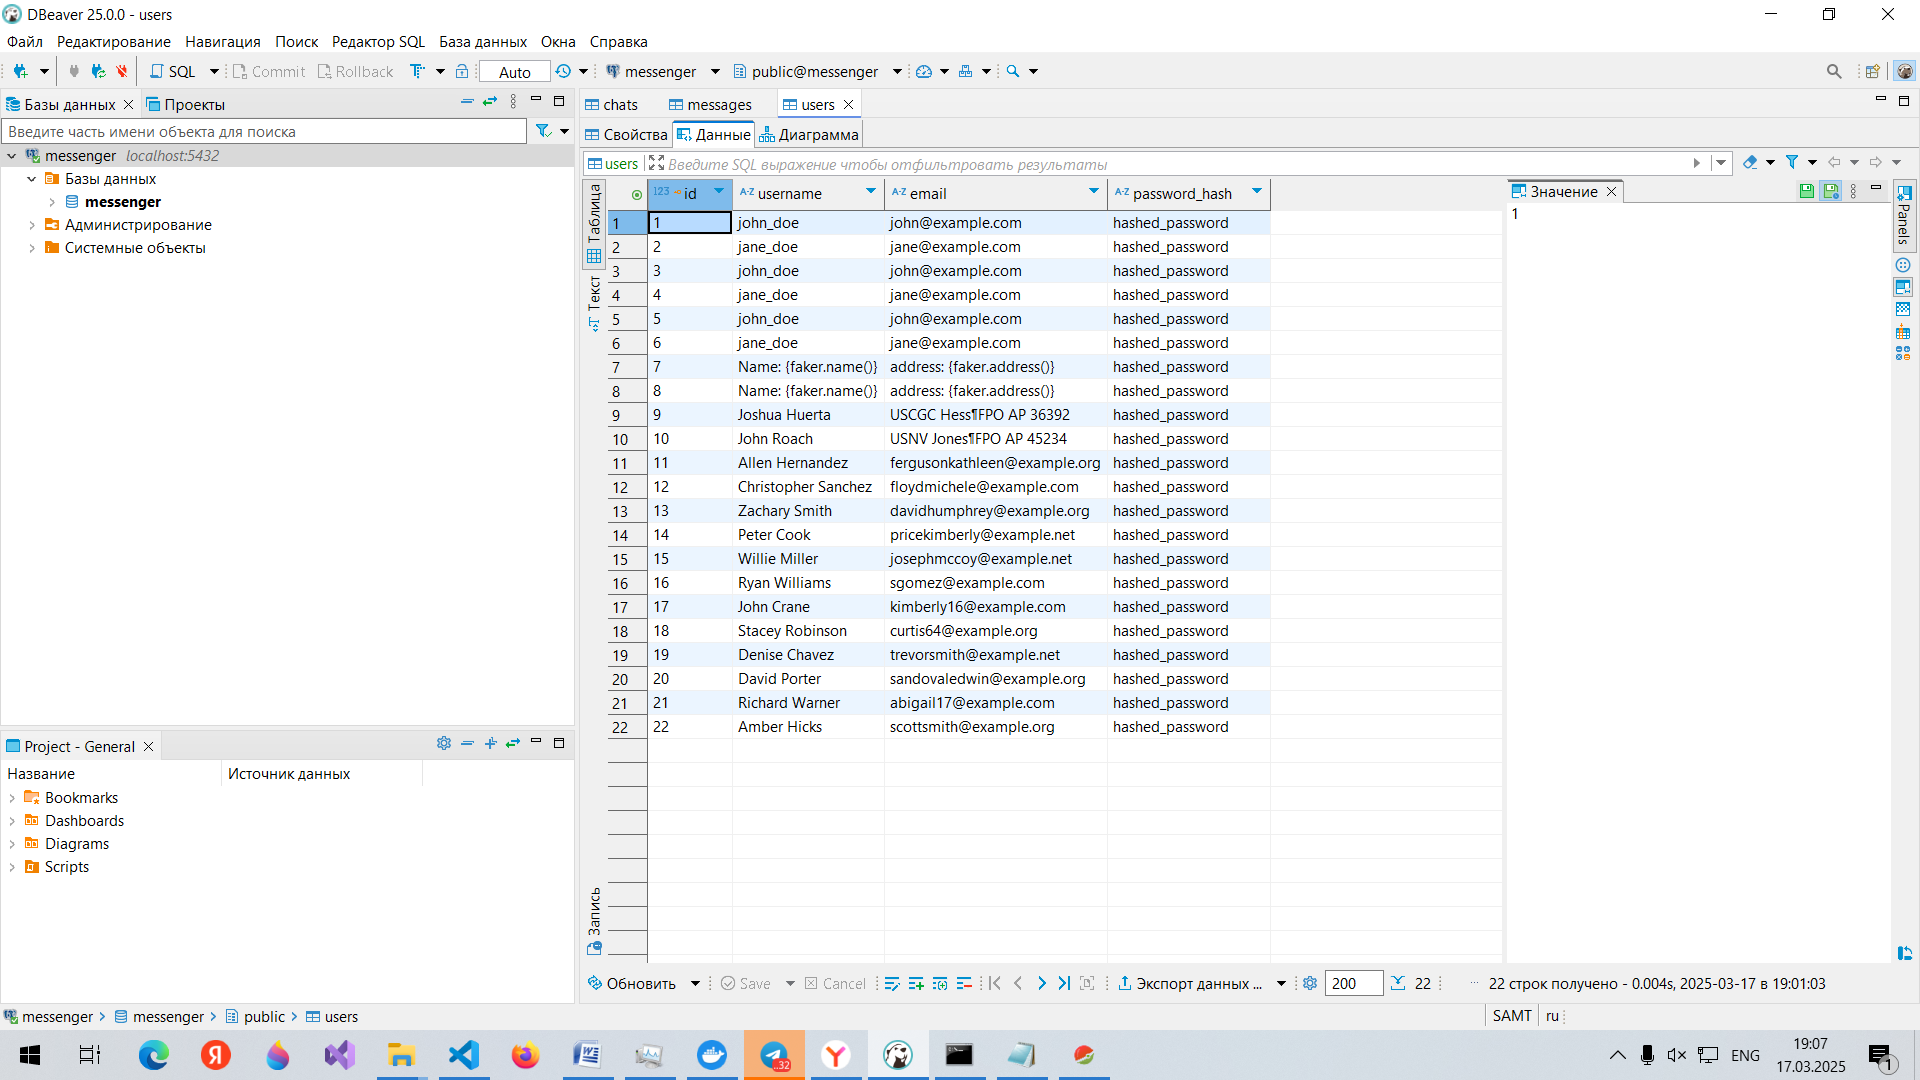 DBeaver 25.0.0 - users
Файл Редактирование Навигация Поиск Редактор SQL База данных Окна Справка
SQL Commit Rollback Auto messenger public@messenger
Базы данных Проекты
Введите часть имени объекта для поиска
messenger localhost:5432
Базы данных
messenger
Администрирование
Системные объекты
Project - General
Название Источник данных
Bookmarks
Dashboards
Diagrams
Scripts
chats messages users
Свойства Данные Диаграмма
users Введите SQL выражение чтобы отфильтровать результаты
Таблица
Текст
Запись
123 id A-Z username A-Z email A-Z password_hash
1 1 john_doe john@example.com hashed_password
2 2 jane_doe jane@example.com hashed_password
3 3 john_doe john@example.com hashed_password
4 4 jane_doe jane@example.com hashed_password
5 5 john_doe john@example.com hashed_password
6 6 jane_doe jane@example.com hashed_password
7 7 Name: {faker.name()} address: {faker.address()} hashed_password
8 8 Name: {faker.name()} address: {faker.address()} hashed_password
9 9 Joshua Huerta USCGC Hess¶FPO AP 36392 hashed_password
10 10 John Roach USNV Jones¶FPO AP 45234 hashed_password
11 11 Allen Hernandez fergusonkathleen@example.org hashed_password
12 12 Christopher Sanchez floydmichele@example.com hashed_password
13 13 Zachary Smith davidhumphrey@example.org hashed_password
14 14 Peter Cook pricekimberly@example.net hashed_password
15 15 Willie Miller josephmccoy@example.net hashed_password
16 16 Ryan Williams sgomez@example.com hashed_password
17 17 John Crane kimberly16@example.com hashed_password
18 18 Stacey Robinson curtis64@example.org hashed_password
19 19 Denise Chavez trevorsmith@example.net hashed_password
20 20 David Porter sandovaledwin@example.org hashed_password
21 21 Richard Warner abigail17@example.com hashed_password
22 22 Amber Hicks scottsmith@example.org hashed_password
Значение
1
Panels
Обновить Save Cancel Экспорт данных ... 200 22 22 строк получено - 0.004s, 2025-03-17 в 19:01:03
messenger messenger public users
SAMT ru
..32
ENG 19:07
17.03.2025
1